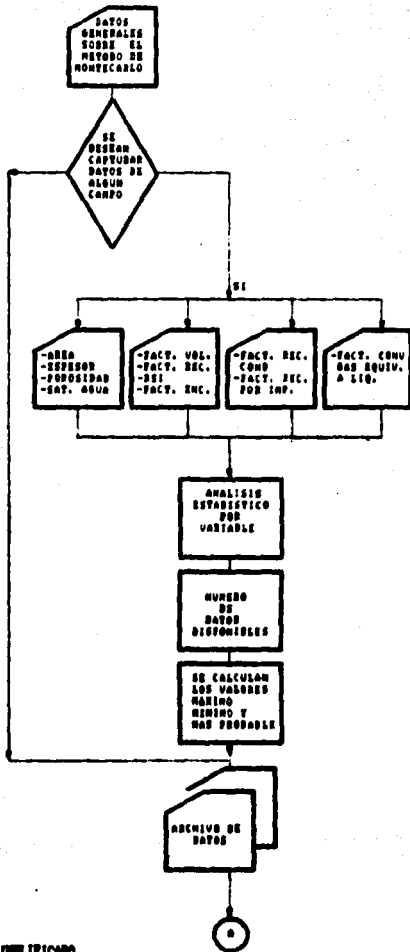 DATOS
GENERALES
SOBRE EL
METODO DE
MONTECARLO
SE
DESEAN
CAPTURAR
DATOS DE
ALGUN
CAMPO
SI
-AREA
-ESPESOR
-POROSIDAD
-SAT. AGUA
-FACT. VOL.
-FACT. REC.
-BSI
-FACT. ENC.
-FACT. REC.
COND
-FACT. REC.
POR IMP.
-FACT. CONV
GAS EQUIV.
A LIQ.
ANALISIS
ESTADISTICO
POR
VARIABLE
NUMERO
DE
DATOS
DISPONIBLES
SE CALCULAN
LOS VALORES
MAXIMO
MINIMO Y
MAS PROBABLE
ARCHIVO DE
DATOS
A